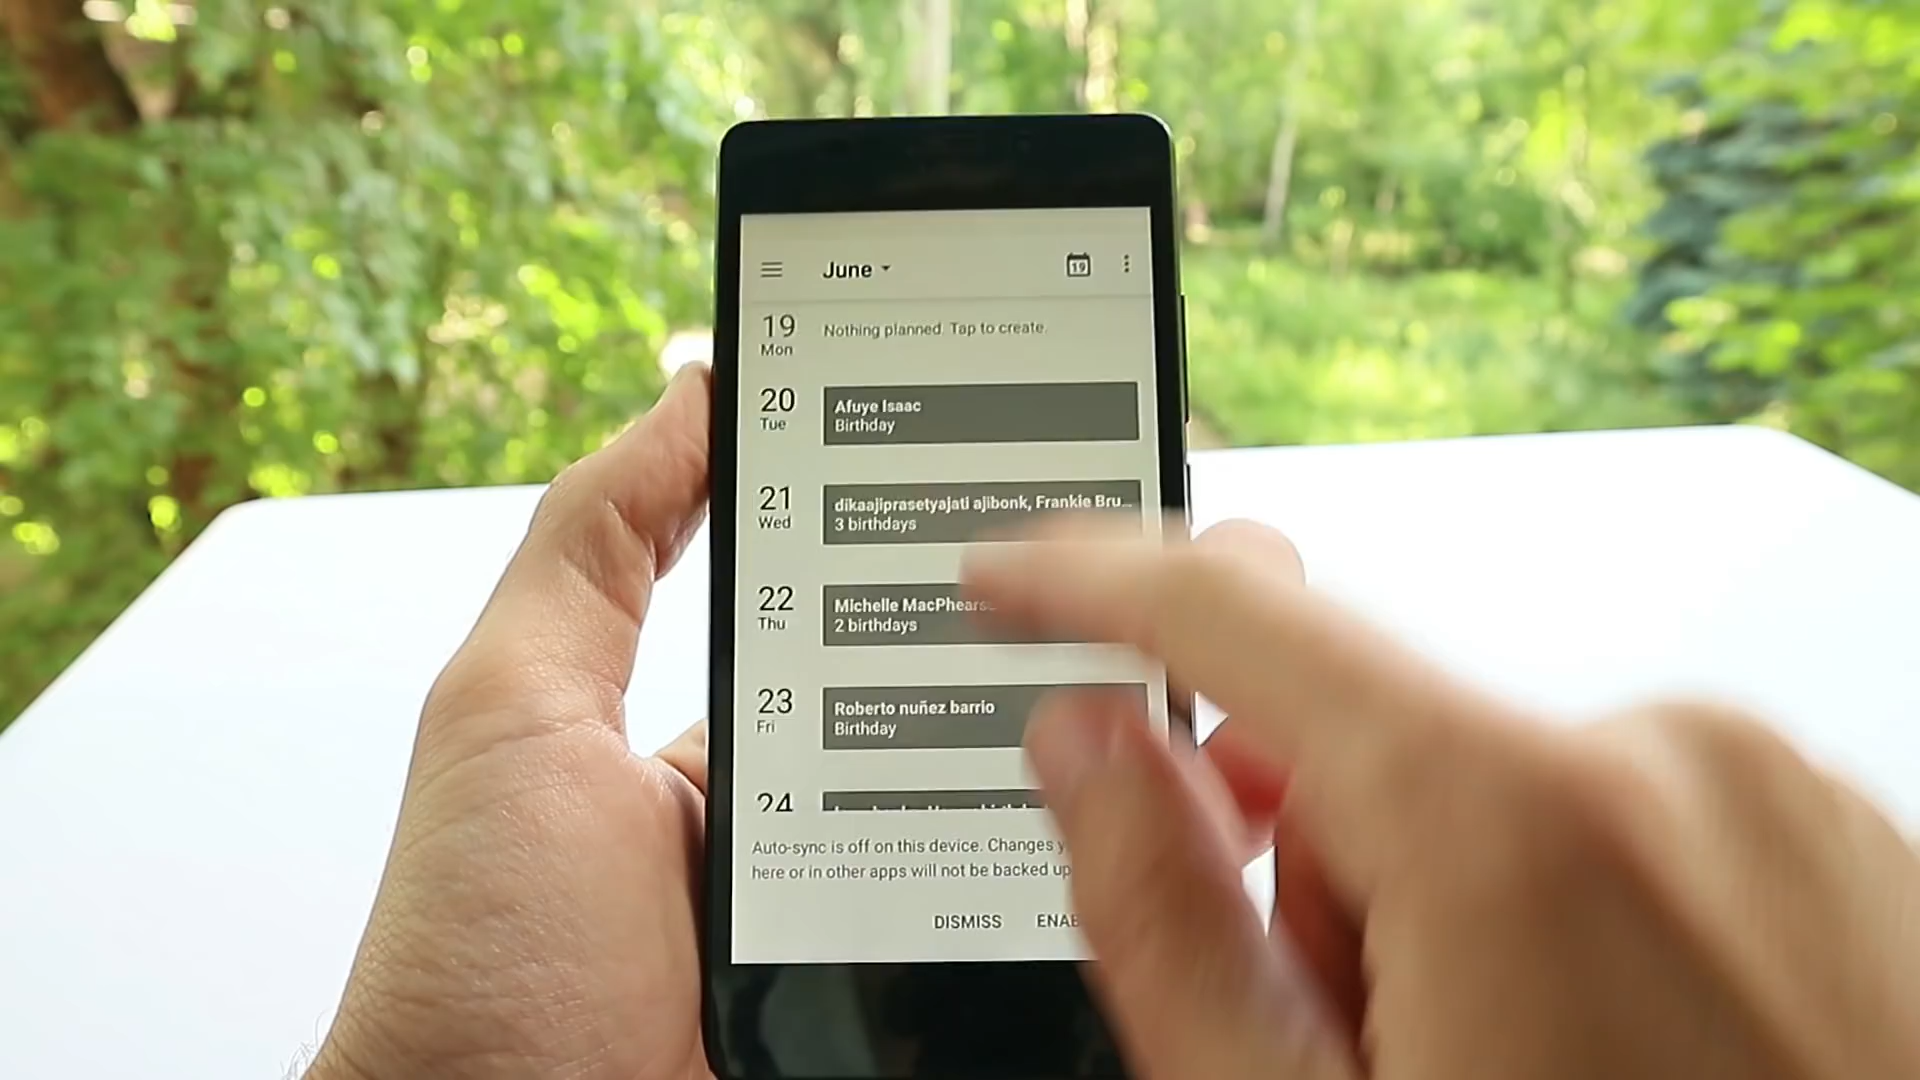 June
19
19
Mon
Nothing planned. Tap to create.
20
Tue
Afuye Isaac
Birthday
21
Wed
dikaajiprasetyajati ajibonk, Frankie Bru...
3 birthdays
22
Thu
Michelle
2 birthdays
23
Fri
Roberto nuñez barrio
Birthday
24
Auto-sync is off on this device. Changes
here or in other apps will not be backed up
DISMISS